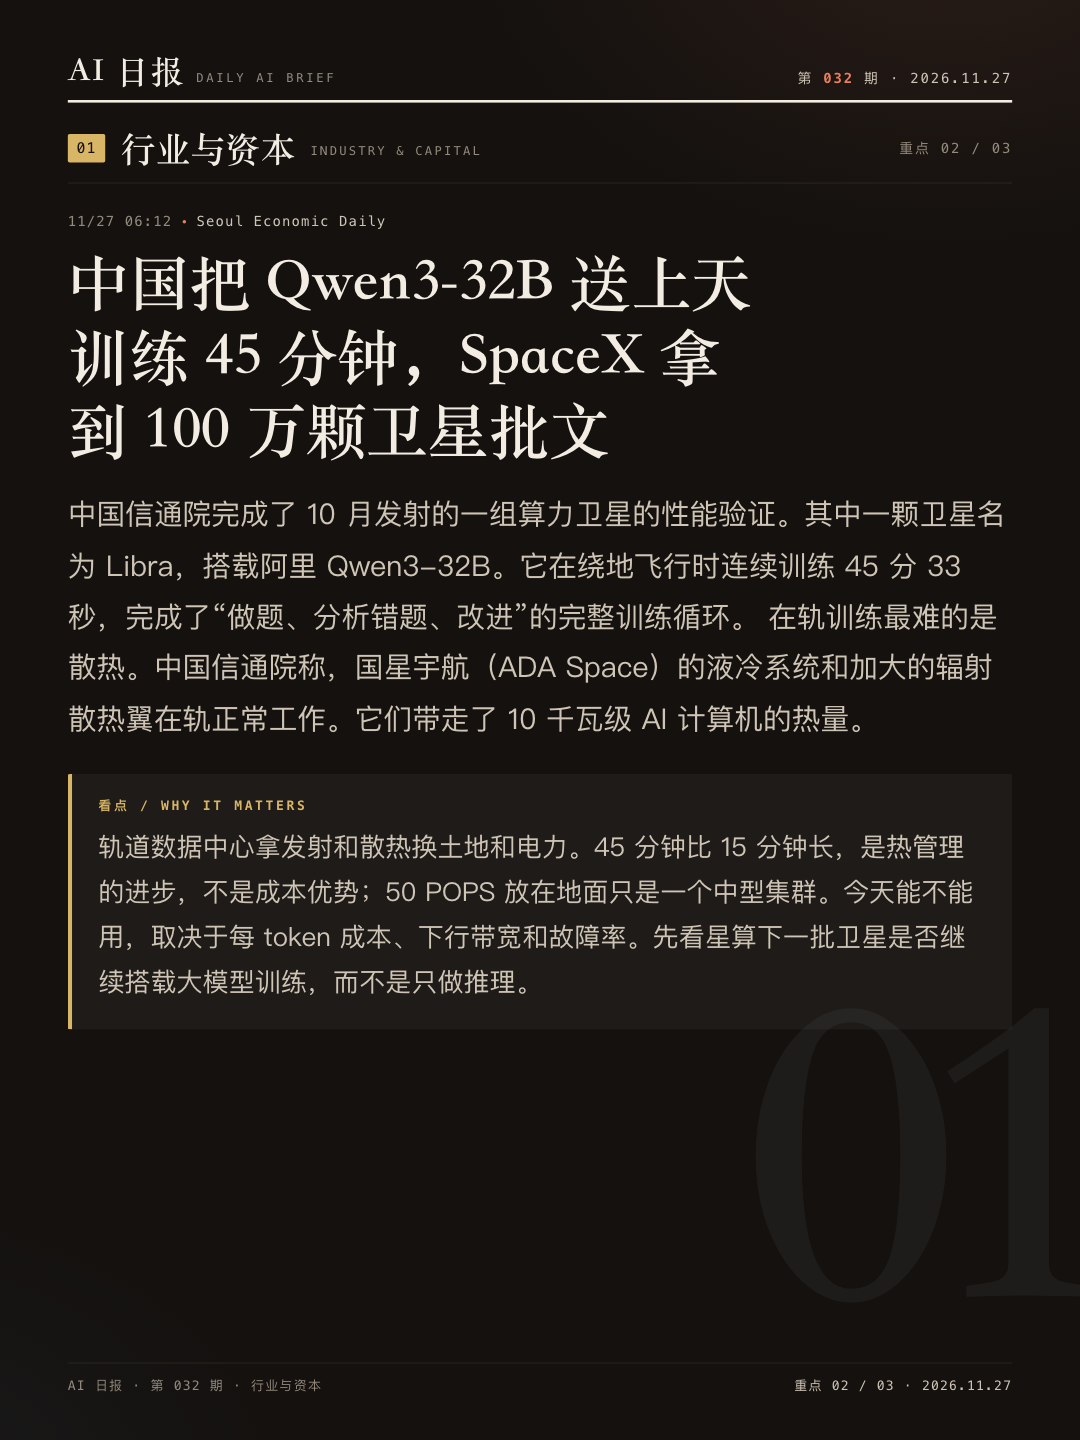 AI 日报 DAILY AI BRIEF
第 032 期 · 2026.11.27
01 行业与资本 INDUSTRY & CAPITAL
重点 02 / 03
11/27 06:12 • Seoul Economic Daily
中国把 Qwen3-32B 送上天
训练 45 分钟，SpaceX 拿
到 100 万颗卫星批文
中国信通院完成了 10 月发射的一组算力卫星的性能验证。其中一颗卫星名
为 Libra，搭载阿里 Qwen3-32B。它在绕地飞行时连续训练 45 分 33
秒，完成了“做题、分析错题、改进”的完整训练循环。 在轨训练最难的是
散热。中国信通院称，国星宇航（ADA Space）的液冷系统和加大的辐射
散热翼在轨正常工作。它们带走了 10 千瓦级 AI 计算机的热量。
看点 / WHY IT MATTERS
轨道数据中心拿发射和散热换土地和电力。45 分钟比 15 分钟长，是热管理
的进步，不是成本优势；50 POPS 放在地面只是一个中型集群。今天能不能
用，取决于每 token 成本、下行带宽和故障率。先看星算下一批卫星是否继
续搭载大模型训练，而不是只做推理。
01
AI 日报 · 第 032 期 · 行业与资本
重点 02 / 03 · 2026.11.27